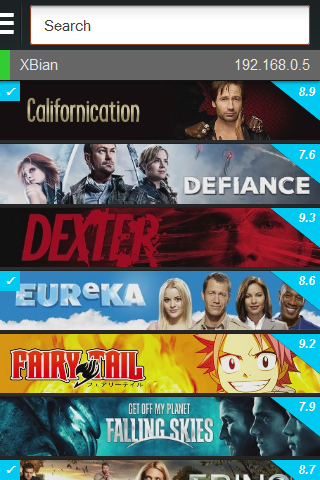 Search
XBian 192.168.0.5
✓ Californication 8.9
DEFIANCE 7.6
DEXTER 9.3
✓ EUReKA 8.6
FAIRY TAIL 9.2
フェアリーテイル
GET OFF MY PLANET 7.9
FALLING SKIES
✓ 8.7